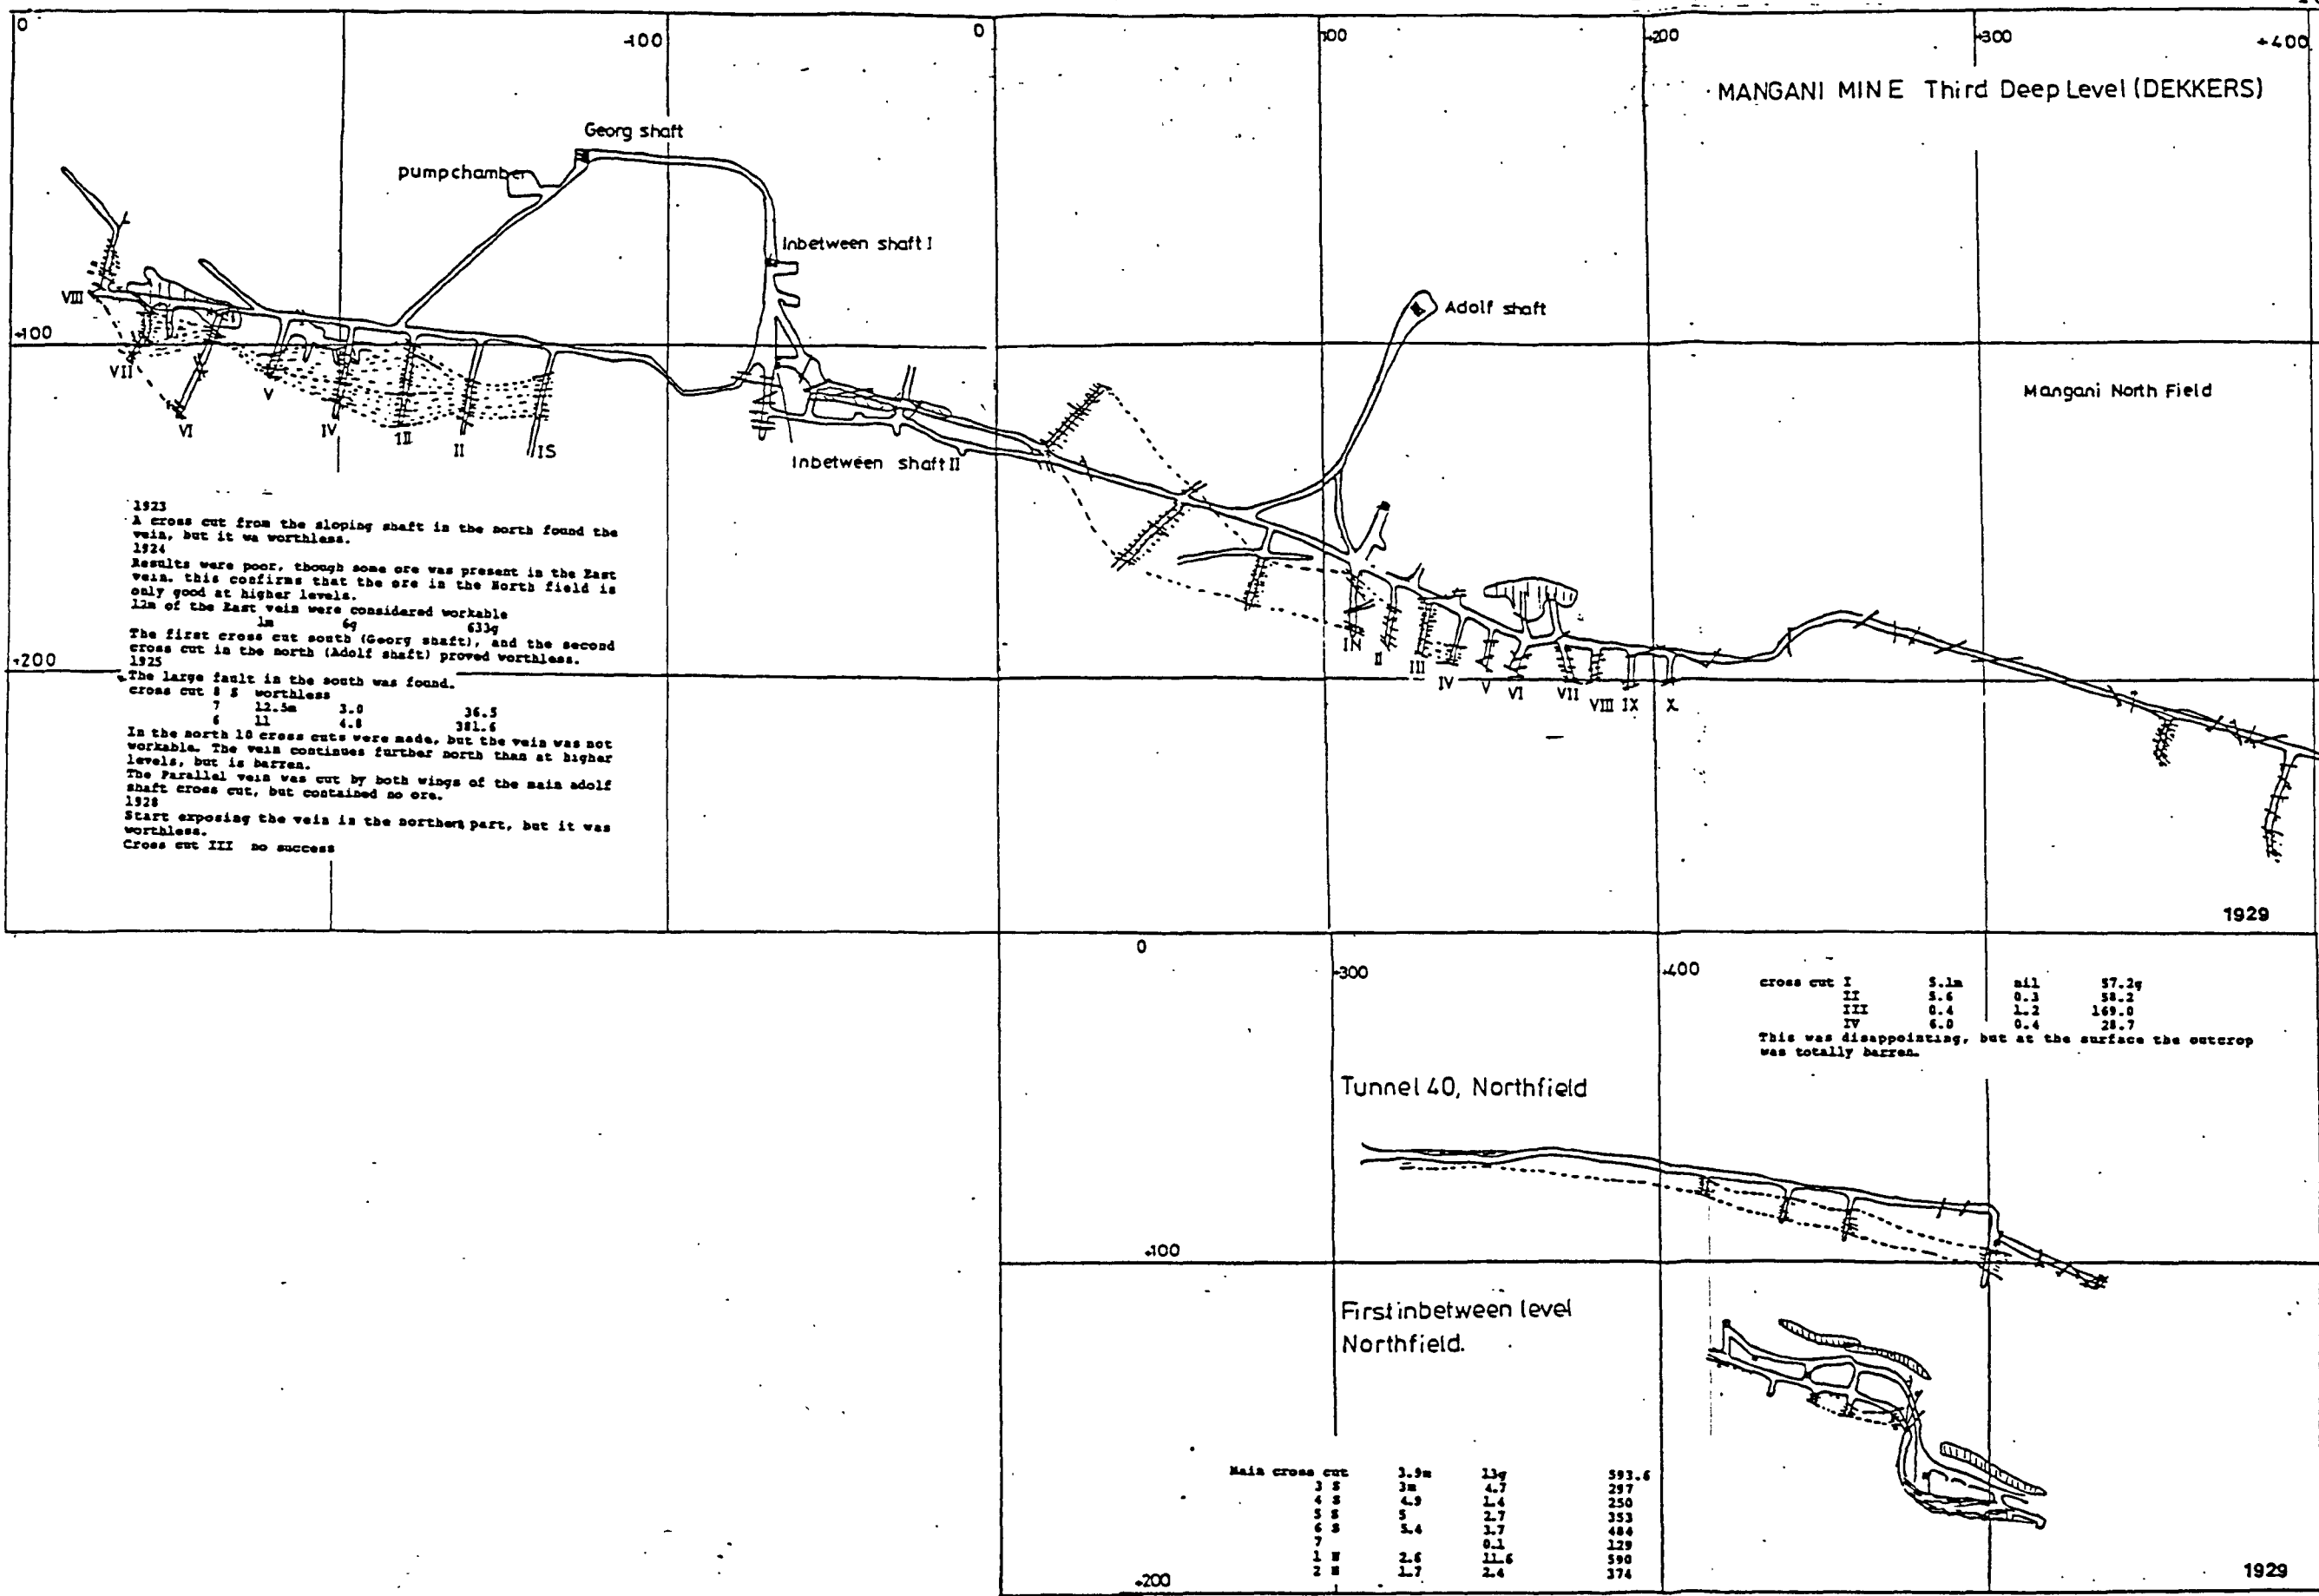 0
-100
0
+100
+200
+300
+400
MANGANI MINE Third Deep Level (DEKKERS)
Georg shaft
pumpchamber
Inbetween shaft I
Adolf shaft
VIII
+100
VII
VI
V
IV
III
II
IS
Inbetween shaft II
Mangani North Field
1923
A cross cut from the sloping shaft in the north found the
vein, but it wa worthless.
1924
Results were poor, though some ore was present in the East
vein. this confirms that the ore in the North field is
only good at higher levels.
12m of the East vein were considered workable
1m 6g 633g
The first cross cut south (Georg shaft), and the second
cross cut in the north (Adolf shaft) proved worthless.
1925
The large fault in the south was found.
cross cut 8 S worthless
7 12.5m 3.0 36.5
6 11 4.8 381.6
In the north 10 cross cuts were made, but the vein was not
workable. The vein continues further north than at higher
levels, but is barren.
The Parallel vein was cut by both wings of the main adolf
shaft cross cut, but contained no ore.
1928
Start exposing the vein in the northern part, but it was
worthless.
Cross cut III no success
+200
IN
II
III
IV
V
VI
VII
VIII
IX
X
1929
0
+300
+400
cross cut I 5.1m nil 57.2g
II 5.6 0.3 58.2
III 0.4 1.2 169.0
IV 6.0 0.4 28.7
This was disappointing, but at the surface the outcrop
was totally barren.
Tunnel 40, Northfield
+100
First inbetween level
Northfield.
Main cross cut 3.9m 13g 593.6
3 S 3m 4.7 297
4 S 4.9 1.4 250
5 S 5 2.7 353
6 S 5.4 3.7 484
7 0.1 129
1 N 2.6 11.6 590
2 N 1.7 2.4 374
+200
1929